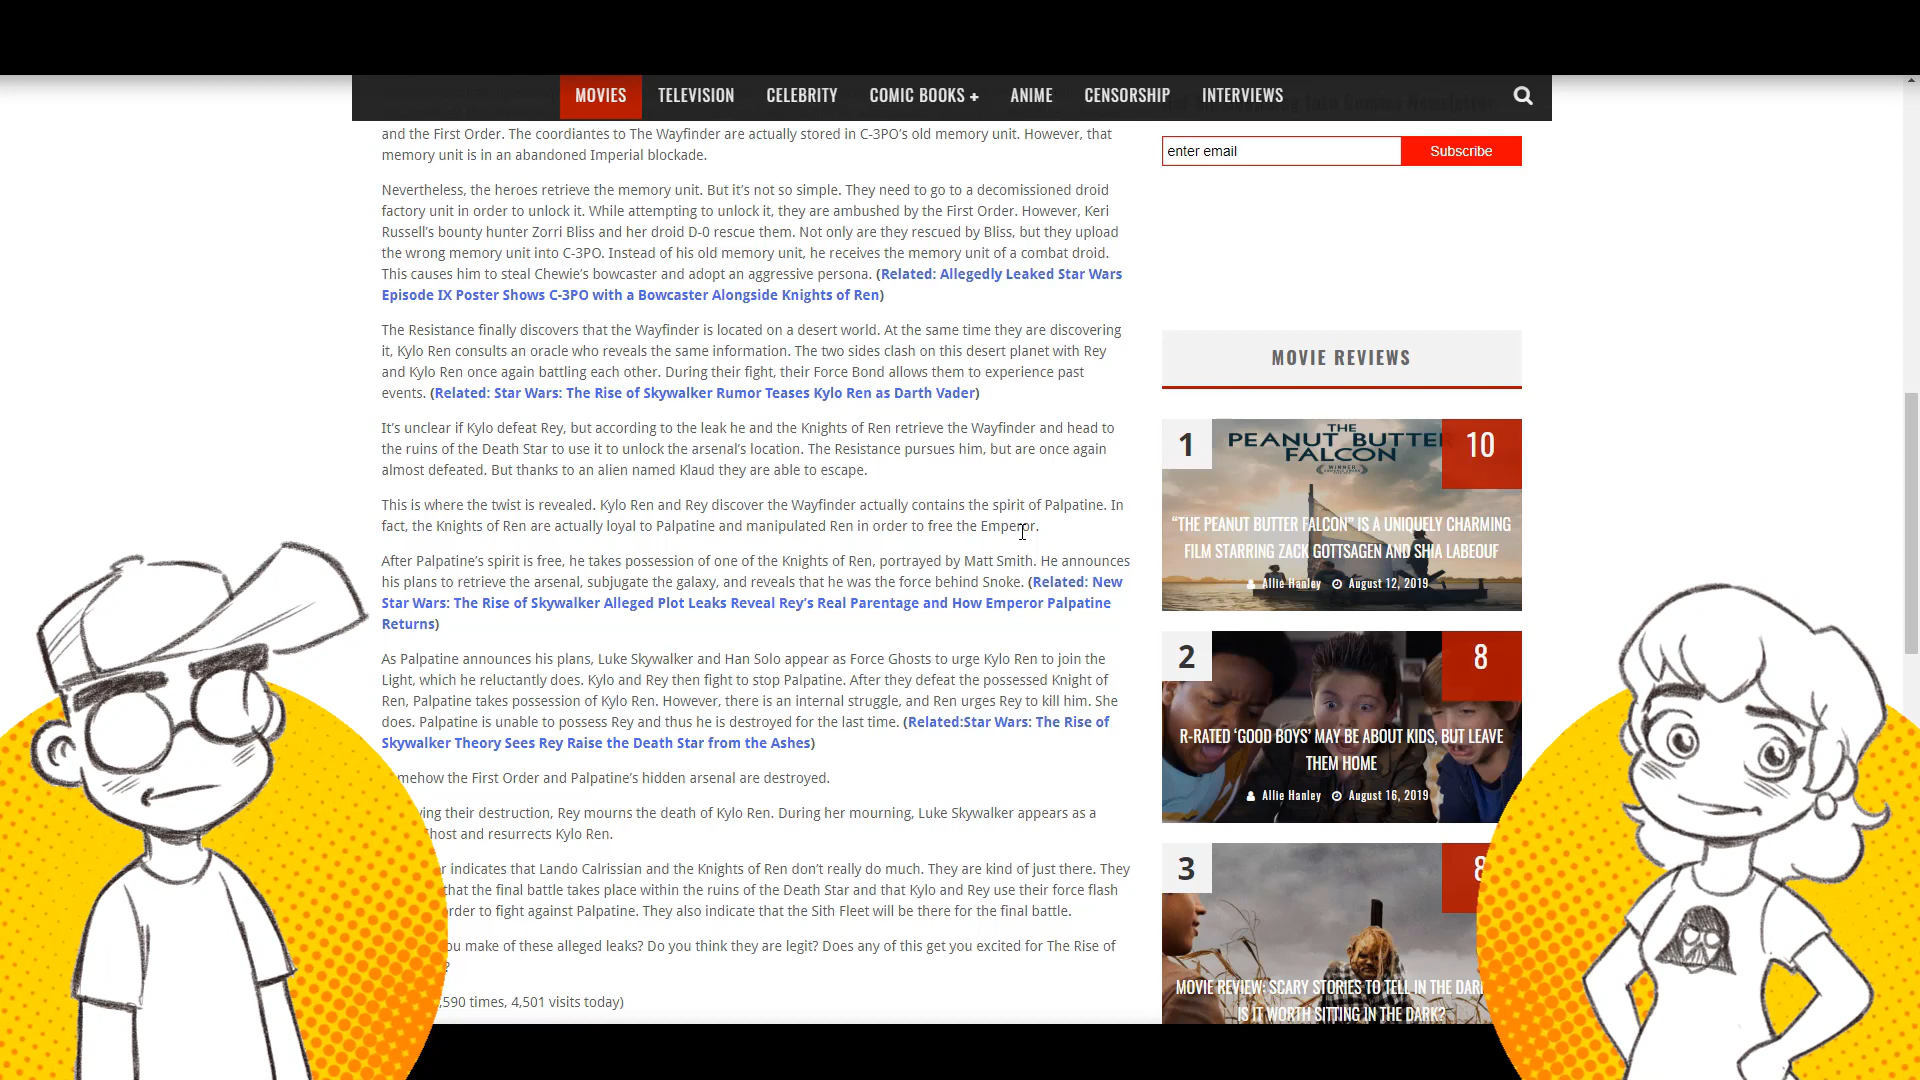 MOVIES TELEVISION CELEBRITY COMIC BOOKS + ANIME CENSORSHIP INTERVIEWS
and the First Order. The coordiantes to The Wayfinder are actually stored in C-3PO's old memory unit. However, that
memory unit is in an abandoned Imperial blockade.
Nevertheless, the heroes retrieve the memory unit. But it's not so simple. They need to go to a decomissioned droid
factory unit in order to unlock it. While attempting to unlock it, they are ambushed by the First Order. However, Keri
Russell's bounty hunter Zorri Bliss and her droid D-0 rescue them. Not only are they rescued by Bliss, but they upload
the wrong memory unit into C-3PO. Instead of his old memory unit, he receives the memory unit of a combat droid.
This causes him to steal Chewie's bowcaster and adopt an aggressive persona. (Related: Allegedly Leaked Star Wars
Episode IX Poster Shows C-3PO with a Bowcaster Alongside Knights of Ren)
The Resistance finally discovers that the Wayfinder is located on a desert world. At the same time they are discovering
it, Kylo Ren consults an oracle who reveals the same information. The two sides clash on this desert planet with Rey
and Kylo Ren once again battling each other. During their fight, their Force Bond allows them to experience past
events. (Related: Star Wars: The Rise of Skywalker Rumor Teases Kylo Ren as Darth Vader)
It's unclear if Kylo defeat Rey, but according to the leak he and the Knights of Ren retrieve the Wayfinder and head to
the ruins of the Death Star to use it to unlock the arsenal's location. The Resistance pursues him, but are once again
almost defeated. But thanks to an alien named Klaud they are able to escape.
This is where the twist is revealed. Kylo Ren and Rey discover the Wayfinder actually contains the spirit of Palpatine. In
fact, the Knights of Ren are actually loyal to Palpatine and manipulated Ren in order to free the Emperor.
After Palpatine's spirit is free, he takes possession of one of the Knights of Ren, portrayed by Matt Smith. He announces
his plans to retrieve the arsenal, subjugate the galaxy, and reveals that he was the force behind Snoke. (Related: New
Star Wars: The Rise of Skywalker Alleged Plot Leaks Reveal Rey's Real Parentage and How Emperor Palpatine
Returns)
As Palpatine announces his plans, Luke Skywalker and Han Solo appear as Force Ghosts to urge Kylo Ren to join the
Light, which he reluctantly does. Kylo and Rey then fight to stop Palpatine. After they defeat the possessed Knight of
Ren, Palpatine takes possession of Kylo Ren. However, there is an internal struggle, and Ren urges Rey to kill him. She
does. Palpatine is unable to possess Rey and thus he is destroyed for the last time. (Related:Star Wars: The Rise of
Skywalker Theory Sees Rey Raise the Death Star from the Ashes)
mehow the First Order and Palpatine's hidden arsenal are destroyed.
ing their destruction, Rey mourns the death of Kylo Ren. During her mourning, Luke Skywalker appears as a
host and resurrects Kylo Ren.
r indicates that Lando Calrissian and the Knights of Ren don't really do much. They are kind of just there. They
that the final battle takes place within the ruins of the Death Star and that Kylo and Rey use their force flash
rder to fight against Palpatine. They also indicate that the Sith Fleet will be there for the final battle.
ou make of these alleged leaks? Do you think they are legit? Does any of this get you excited for The Rise of
?
,590 times, 4,501 visits today)
enter email Subscribe
MOVIE REVIEWS
1
10
THE
PEANUT BUTTER
FALCON
WINNER
"THE PEANUT BUTTER FALCON" IS A UNIQUELY CHARMING
FILM STARRING ZACK GOTTSAGEN AND SHIA LABEOUF
Allie Hanley August 12, 2019
2
8
R-RATED 'GOOD BOYS' MAY BE ABOUT KIDS, BUT LEAVE
THEM HOME
Allie Hanley August 16, 2019
3
8
MOVIE REVIEW: SCARY STORIES TO TELL IN THE DARK
IS IT WORTH SITTING IN THE DARK?